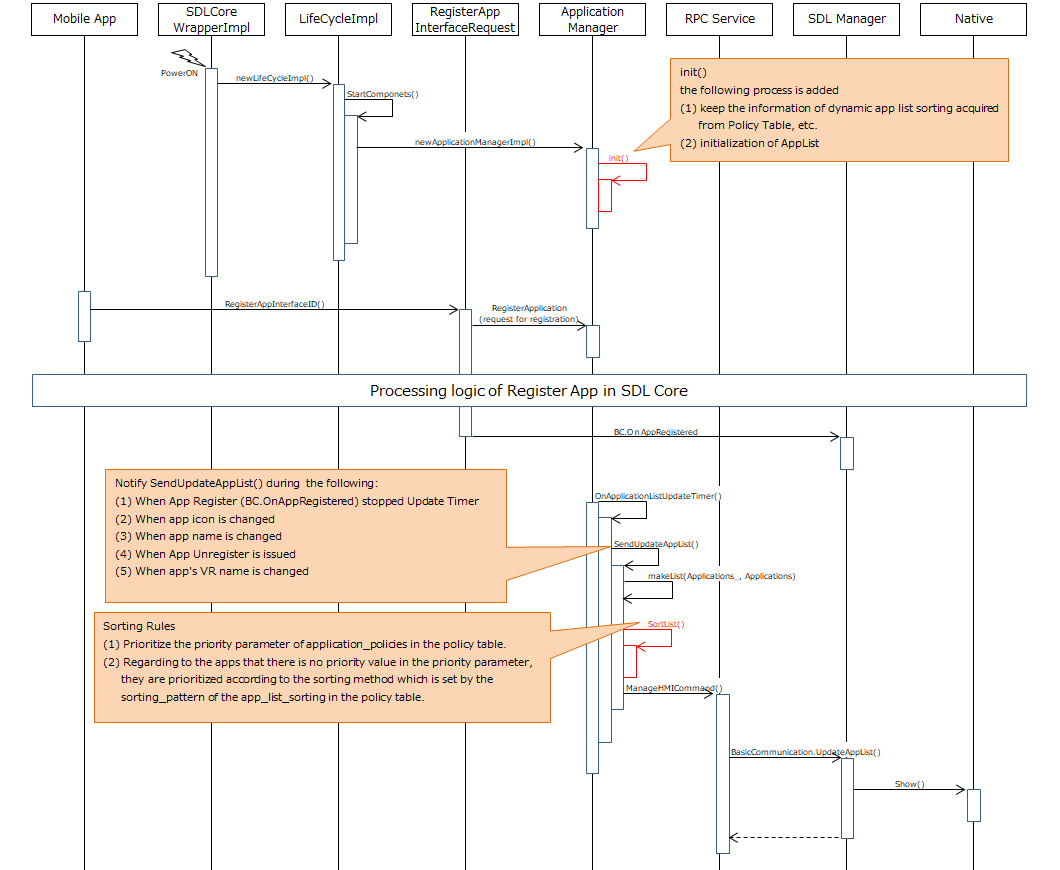 Mobile App
SDLCore
WrapperImpl
LifeCycleImpl
RegisterApp
InterfaceRequest
Application
Manager
RPC Service
SDL Manager
Native
PowerON
newLifeCycleImpl()
StartComponets()
newApplicationManagerImpl()
init()
init()
the following process is added
(1) keep the information of dynamic app list sorting acquired
from Policy Table, etc.
(2) initialization of AppList
RegisterAppInterfaceID()
RegisterApplication
(request for registration)
Processing logic of Register App in SDL Core
BC.OnAppRegistered
Notify SendUpdateAppList() during the following:
(1) When App Register (BC.OnAppRegistered) stopped Update Timer
(2) When app icon is changed
(3) When app name is changed
(4) When App Unregister is issued
(5) When app's VR name is changed
OnApplicationListUpdateTimer()
SendUpdateAppList()
makeList(Applications_, Applications)
Sorting Rules
(1) Prioritize the priority parameter of application_policies in the policy table.
(2) Regarding to the apps that there is no priority value in the priority parameter,
they are prioritized according to the sorting method which is set by the
sorting_pattern of the app_list_sorting in the policy table.
SortList()
ManageHMICommand()
BasicCommunication.UpdateAppList()
Show()